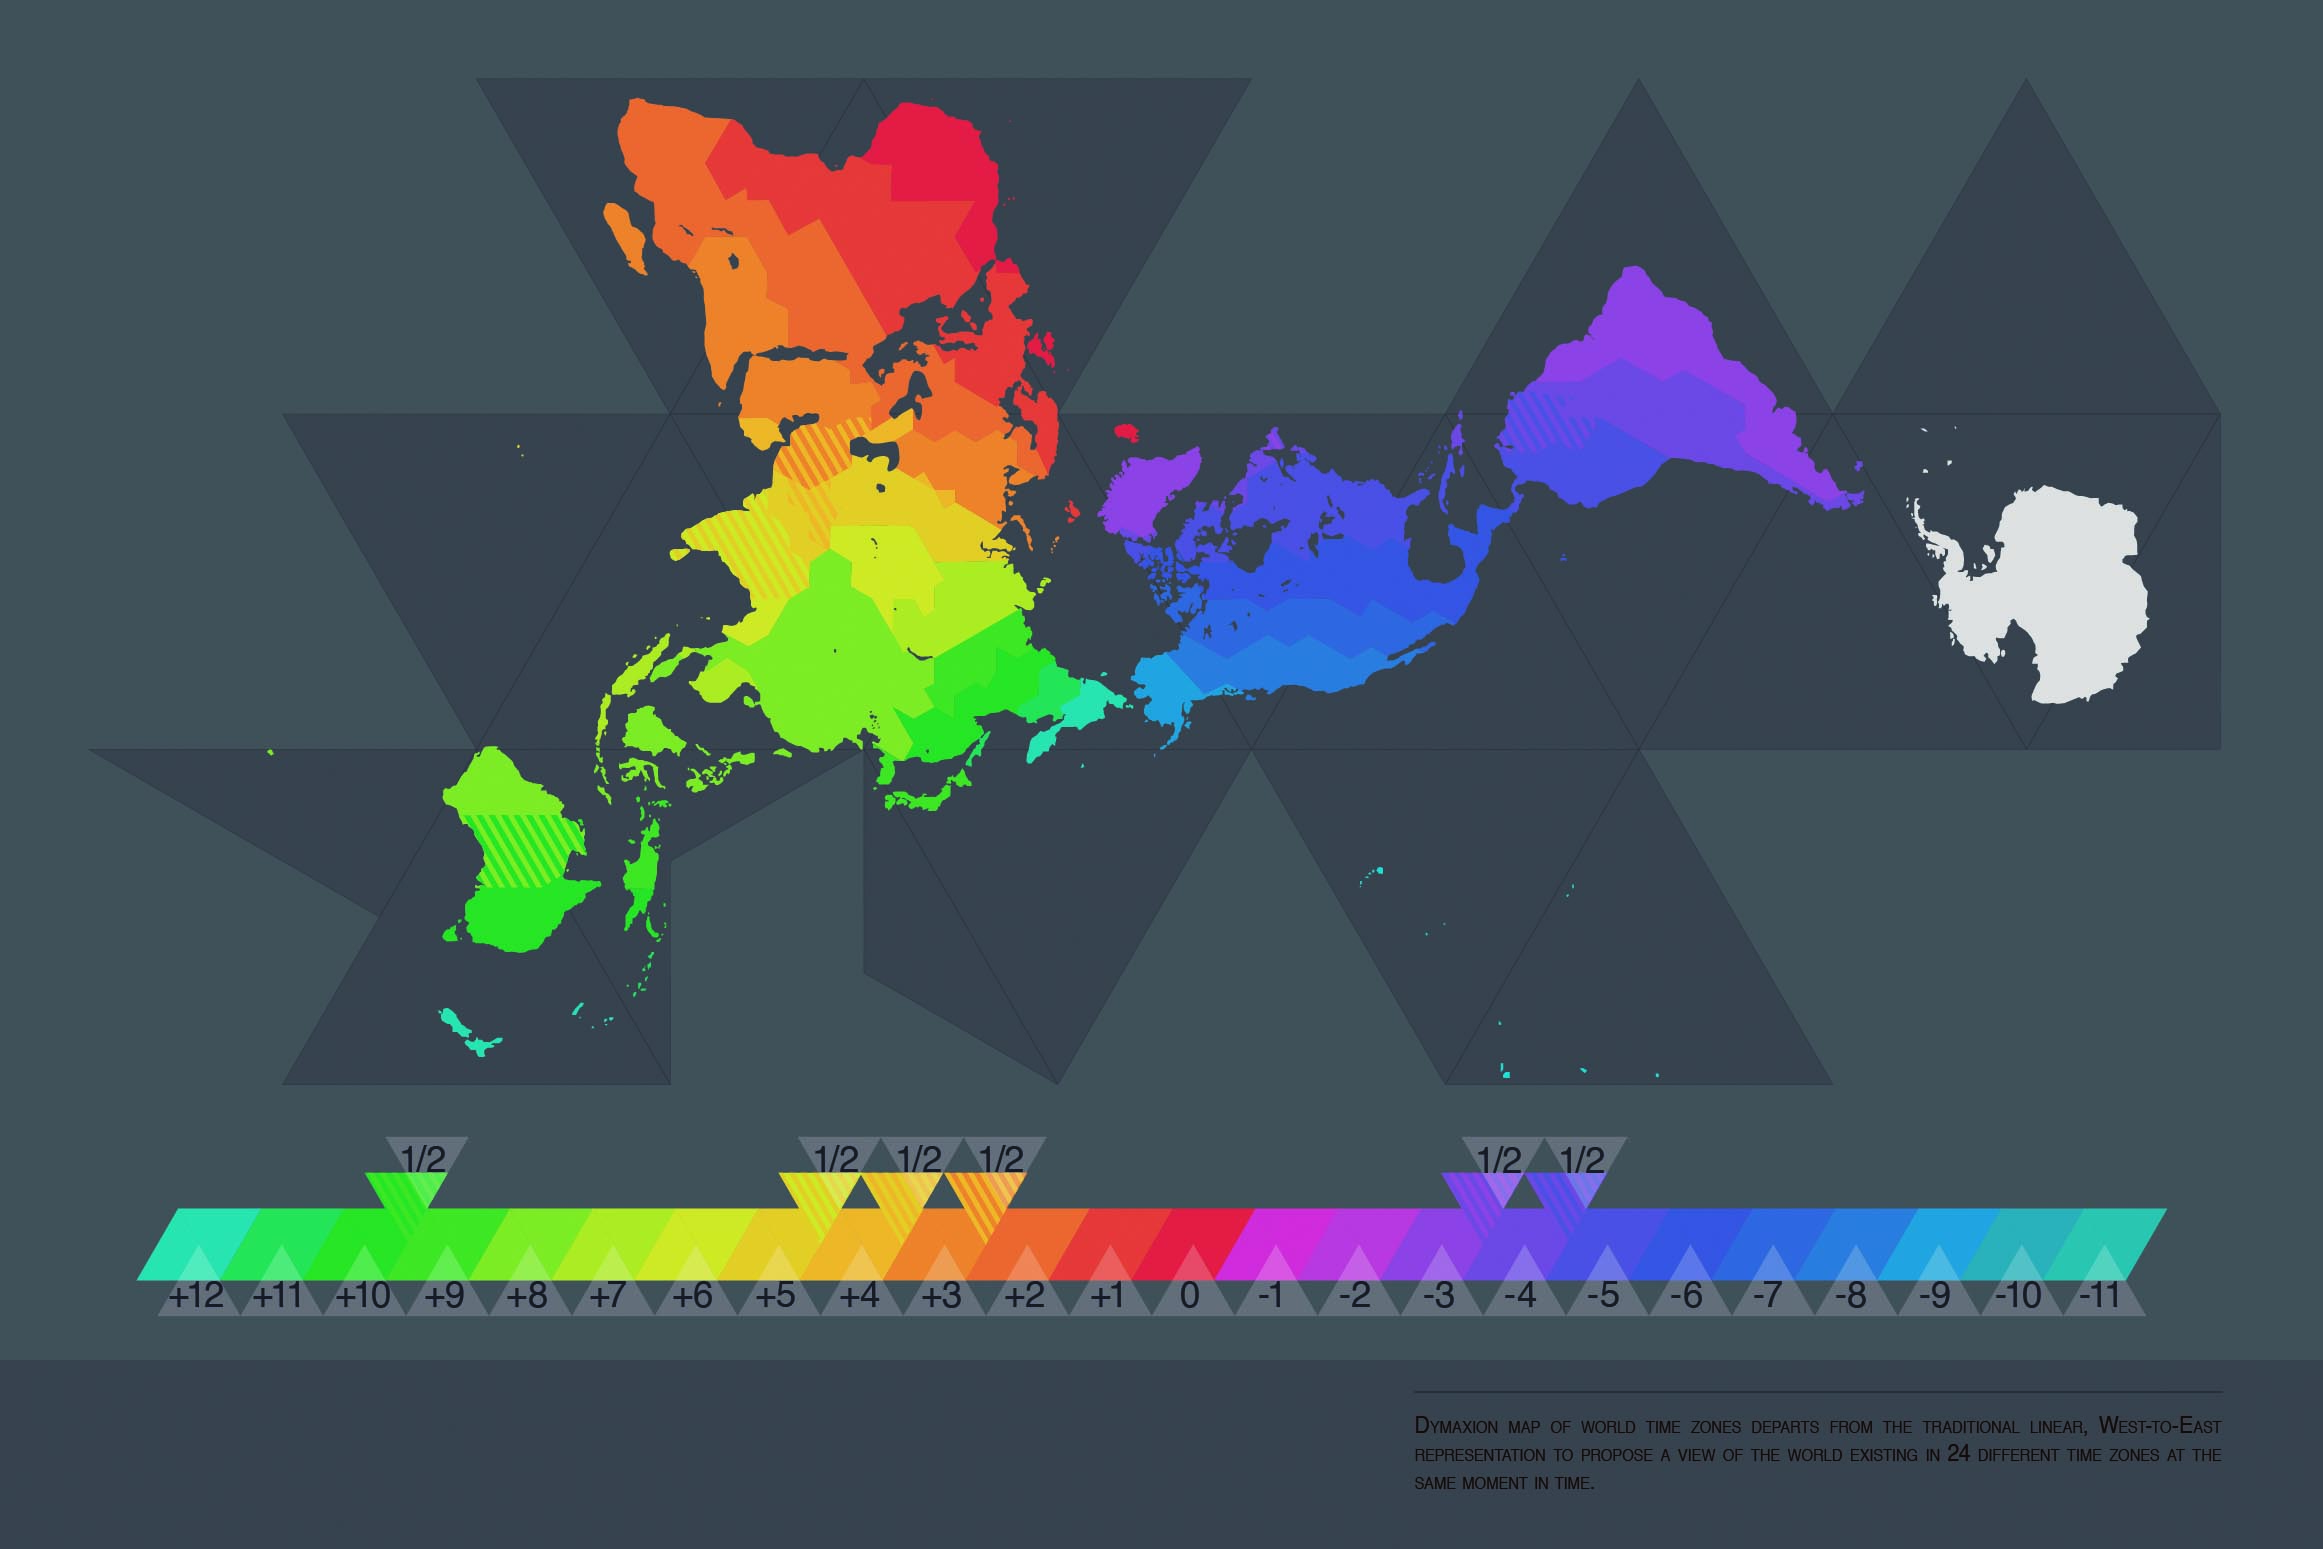 1/2 1/2 1/2 1/2 1/2 1/2
+12 +11 +10 +9 +8 +7 +6 +5 +4 +3 +2 +1 0 -1 -2 -3 -4 -5 -6 -7 -8 -9 -10 -11
Dymaxion map of world time zones departs from the traditional linear, West-to-East
representation to propose a view of the world existing in 24 different time zones at the
same moment in time.